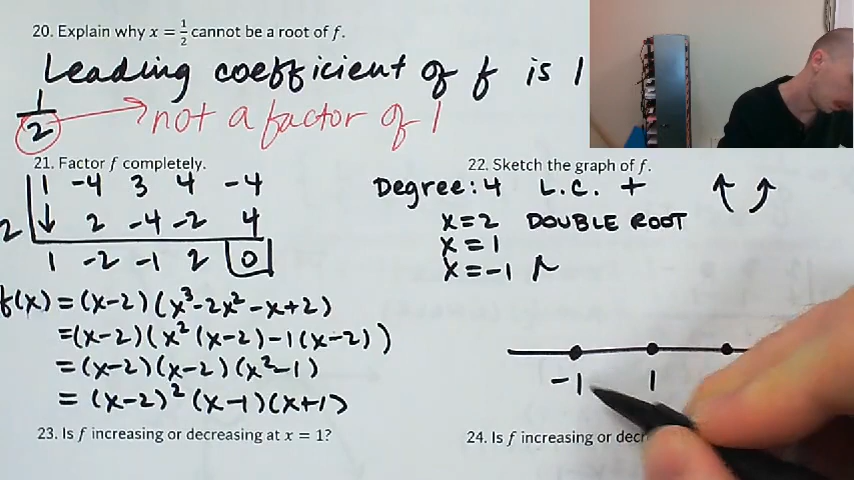 20. Explain why x = 1/2 cannot be a root of f.
Leading coefficient of f is 1
1/2 not a factor of 1
21. Factor f completely.
1 -4 3 4 -4
2 2 -4 -2 4
1 -2 -1 2 0
f(x) = (x-2)(x³-2x²-x+2)
=(x-2)(x²(x-2)-1(x-2))
= (x-2)(x-2)(x²-1)
= (x-2)²(x-1)(x+1)
22. Sketch the graph of f.
Degree: 4 L.C. +
x=2 DOUBLE ROOT
x=1
x=-1
-1 1
23. Is f increasing or decreasing at x = 1?
24. Is f increasing or